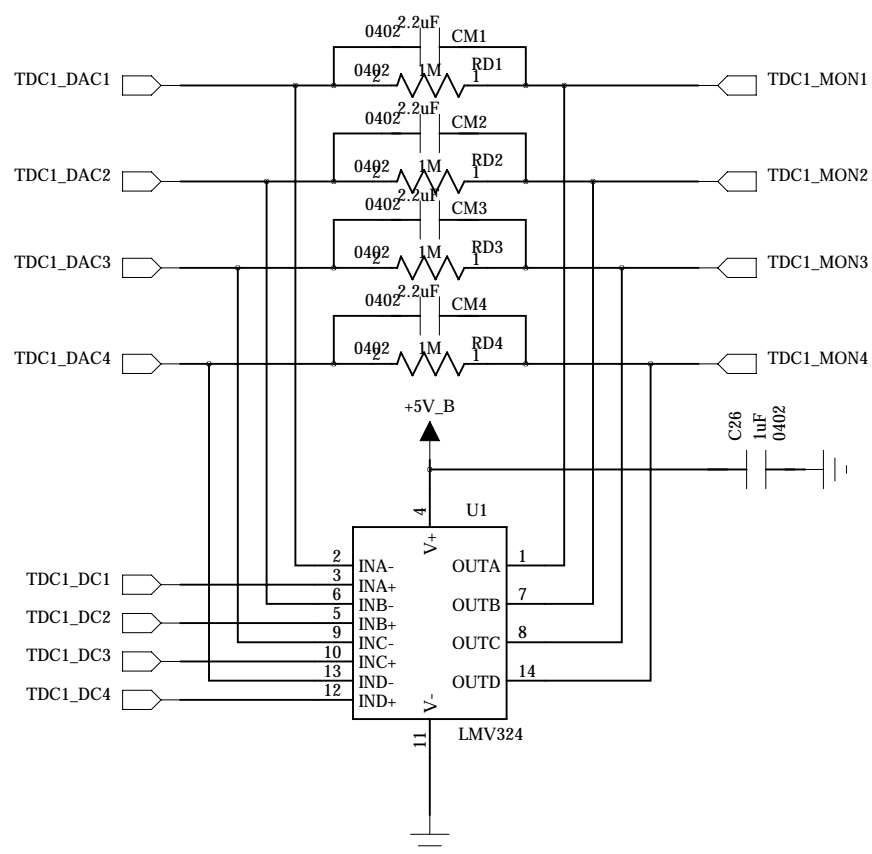 2.2uF
0402 CM1
TDC1_DAC1 0402 2 1M 1 RD1 TDC1_MON1
2.2uF
0402 CM2
TDC1_DAC2 0402 2 1M 1 RD2 TDC1_MON2
2.2uF
0402 CM3
TDC1_DAC3 0402 2 1M 1 RD3 TDC1_MON3
2.2uF
0402 CM4
TDC1_DAC4 0402 2 1M 1 RD4 TDC1_MON4
+5V_B
C26
1uF
0402
4 U1
V+
2 INA- OUTA 1
TDC1_DC1 3 INA+
6 INB- OUTB 7
TDC1_DC2 5 INB+
9 INC- OUTC 8
TDC1_DC3 10 INC+
13 IND- OUTD 14
TDC1_DC4 12 IND+
V-
11 LMV324